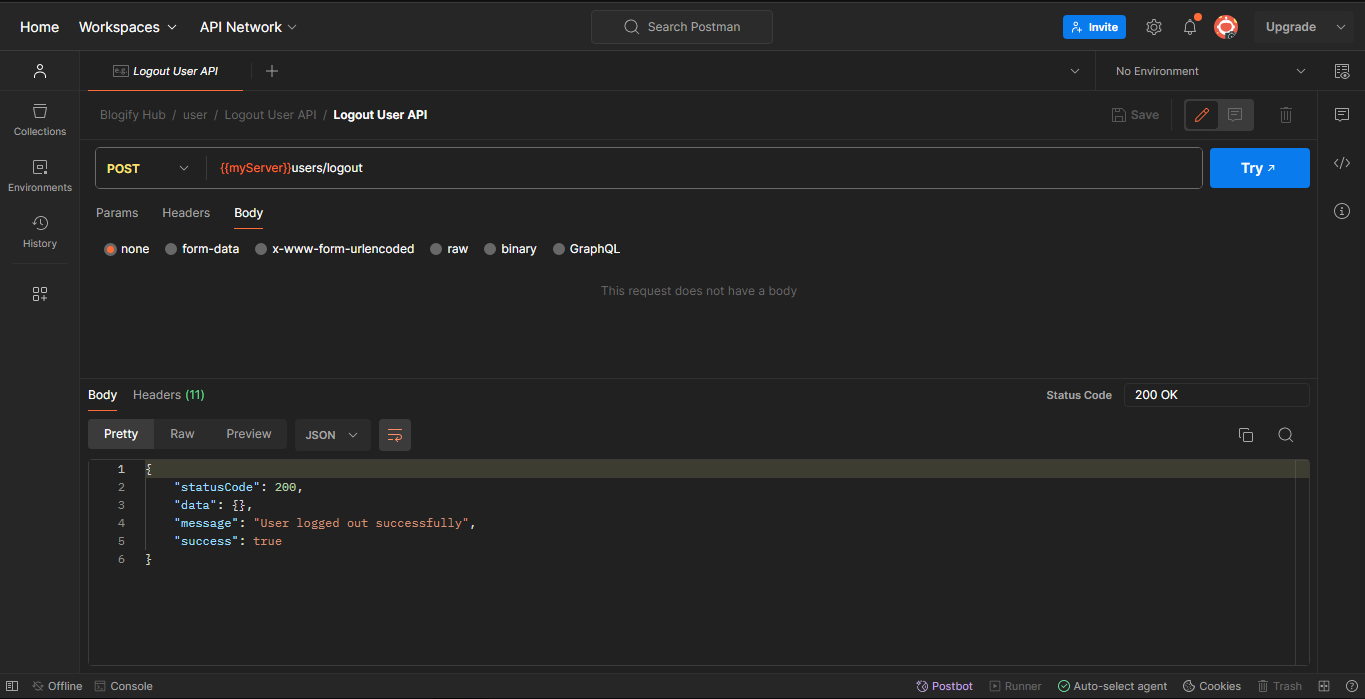 Home Workspaces API Network Search Postman Invite Upgrade
e.g. Logout User API No Environment
Blogify Hub / user / Logout User API / Logout User API Save
Collections
Environments
History
POST {{myServer}}users/logout Try
Params Headers Body
none form-data x-www-form-urlencoded raw binary GraphQL
This request does not have a body
Body Headers (11) Status Code 200 OK
Pretty Raw Preview JSON
1 {
2 "statusCode": 200,
3 "data": {},
4 "message": "User logged out successfully",
5 "success": true
6 }
Offline Console Postbot Runner Auto-select agent Cookies Trash